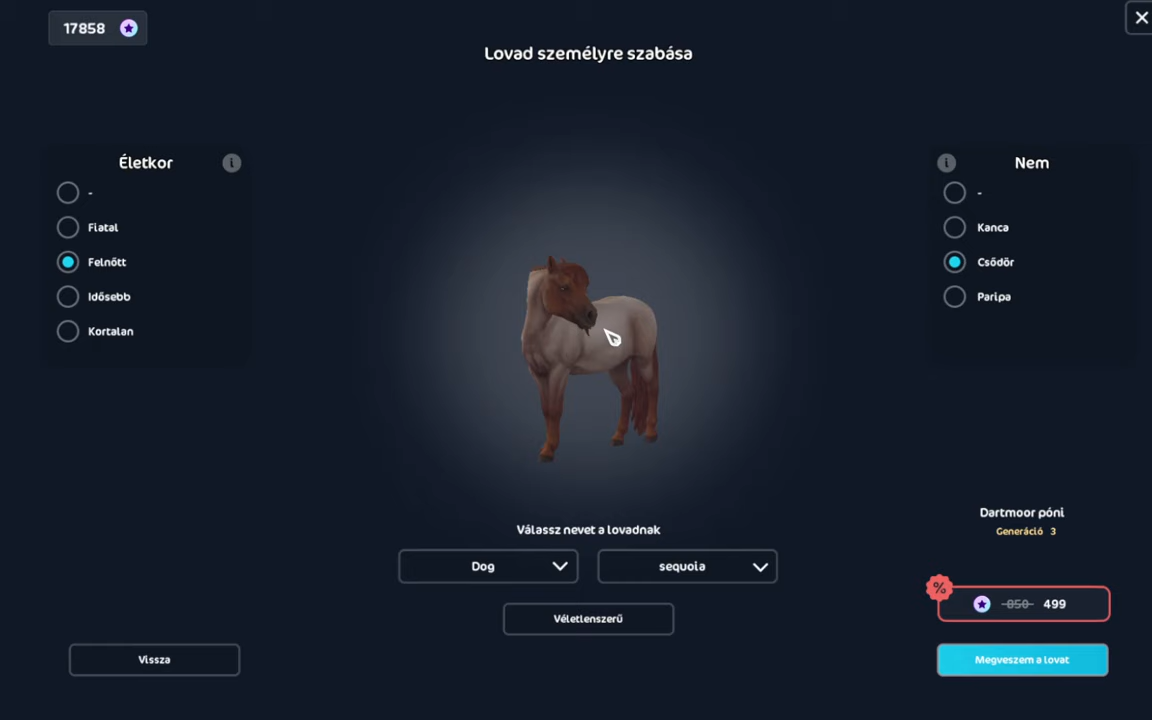 17858
Lovad személyre szabása
Életkor
-
Fiatal
Felnőtt
Idősebb
Kortalan
Nem
-
Kanca
Csődör
Paripa
Válassz nevet a lovadnak
Dog
sequoia
Véletlenszerű
Vissza
Dartmoor póni
Generáció 3
%
850 499
Megveszem a lovat